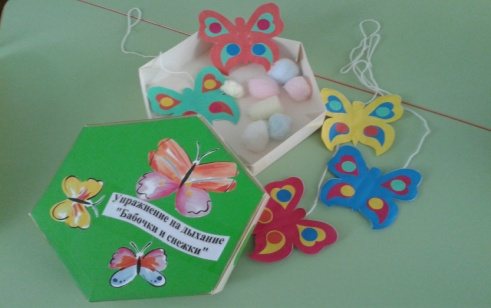 Упражнение на дыхание
"Бабочки и снежки"